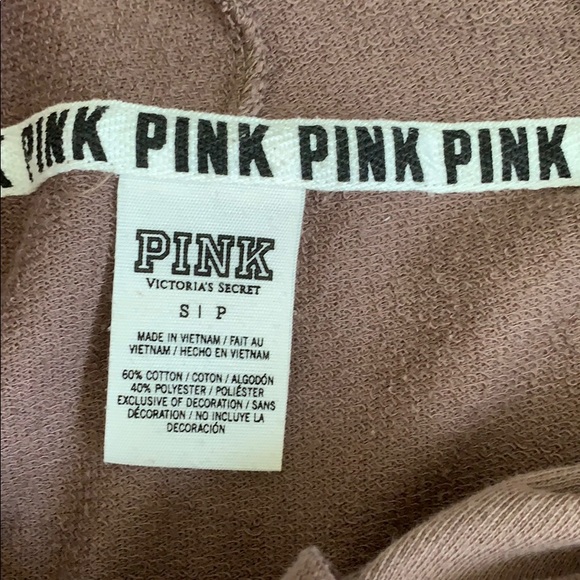 PINK PINK PINK PINK
PINK
VICTORIA'S SECRET
S | P
MADE IN VIETNAM / FAIT AU
VIETNAM / HECHO EN VIETNAM
60% COTTON / COTON / ALGODÓN
40% POLYESTER / POLIÉSTER
EXCLUSIVE OF DECORATION / SANS
DÉCORATION / NO INCLUYE LA
DECORACIÓN